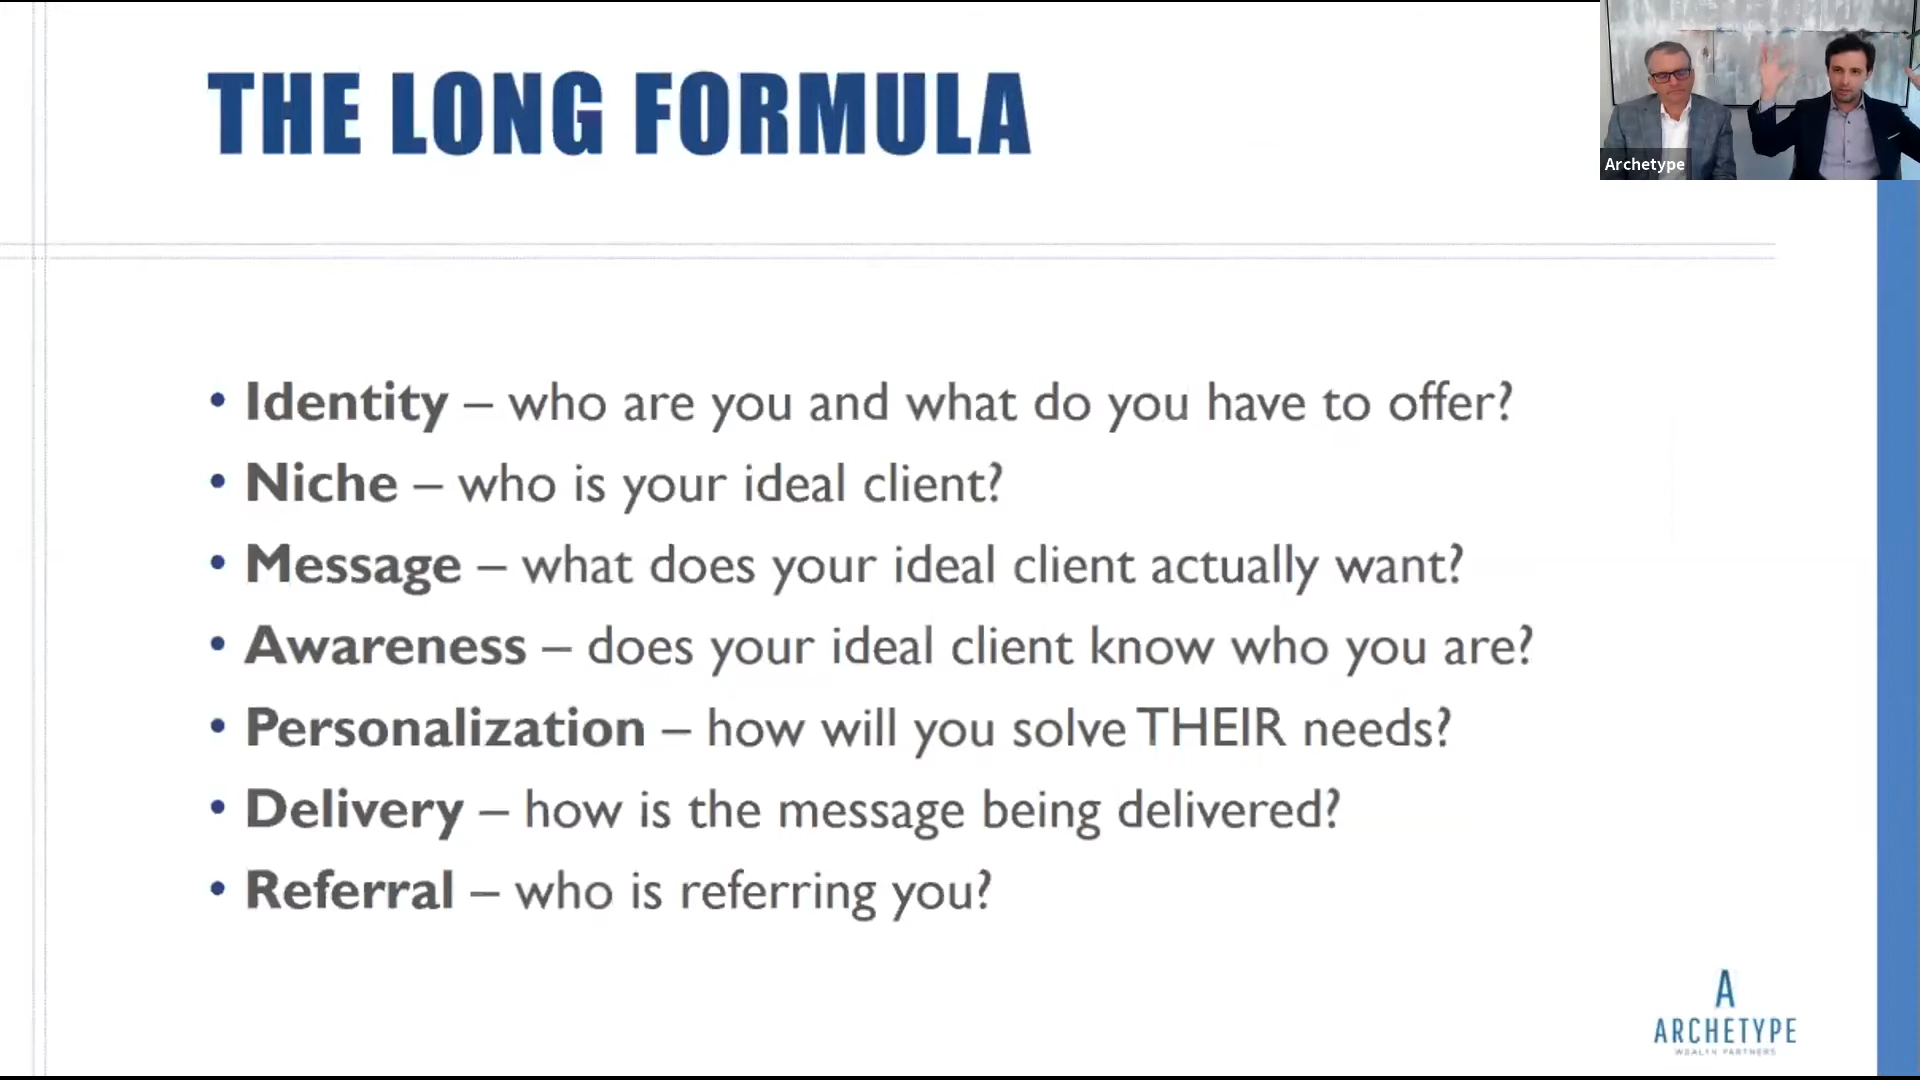 THE LONG FORMULA
Archetype
• Identity – who are you and what do you have to offer?
• Niche – who is your ideal client?
• Message – what does your ideal client actually want?
• Awareness – does your ideal client know who you are?
• Personalization – how will you solve THEIR needs?
• Delivery – how is the message being delivered?
• Referral – who is referring you?
A
ARCHETYPE
WEALTH PARTNERS